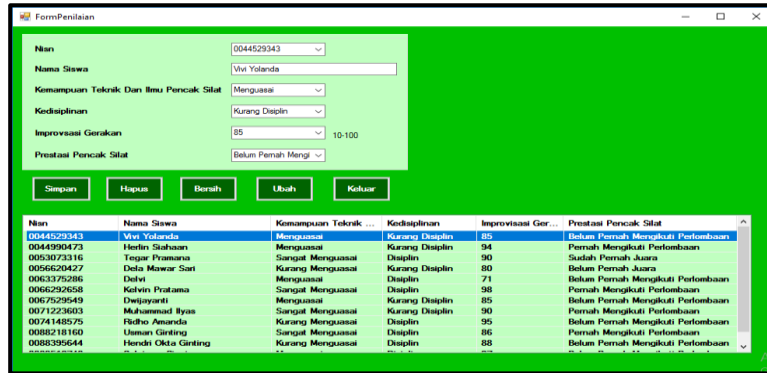 FormPenilaian
Nisn 0044529343
Nama Siswa Vivi Yolanda
Kemampuan Teknik Dan Ilmu Pencak Silat Menguasai
Kedisiplinan Kurang Disiplin
Improvsasi Gerakan 85 10-100
Prestasi Pencak Silat Belum Pernah Mengi
Simpan Hapus Bersih Ubah Keluar
Nisn Nama Siswa Kemampuan Teknik ... Kedisiplinan Improvisasi Ger... Prestasi Pencak Silat
0044529343 Vivi Yolanda Menguasai Kurang Disiplin 85 Belum Pernah Mengikuti Perlombaan
0044990473 Herlin Siahaan Menguasai Kurang Disiplin 94 Pernah Mengikuti Perlombaan
0053073316 Tegar Pramana Sangat Menguasai Disiplin 90 Sudah Pernah Juara
0056620427 Dela Mawar Sari Kurang Menguasai Kurang Disiplin 80 Belum Pernah Juara
0063375286 Delvi Menguasai Disiplin 71 Belum Pernah Mengikuti Perlombaan
0066292658 Kelvin Pratama Sangat Menguasai Disiplin 98 Pernah Mengikuti Perlombaan
0067529549 Dwijayanti Menguasai Kurang Disiplin 85 Belum Pernah Mengikuti Perlombaan
0071223603 Muhammad Ilyas Sangat Menguasai Kurang Disiplin 90 Pernah Mengikuti Perlombaan
0074148575 Ridho Amanda Kurang Menguasai Disiplin 95 Belum Pernah Mengikuti Perlombaan
0088218160 Usman Ginting Sangat Menguasai Disiplin 86 Pernah Mengikuti Perlombaan
0088395644 Hendri Okta Ginting Kurang Menguasai Disiplin 88 Belum Pernah Mengikuti Perlombaan